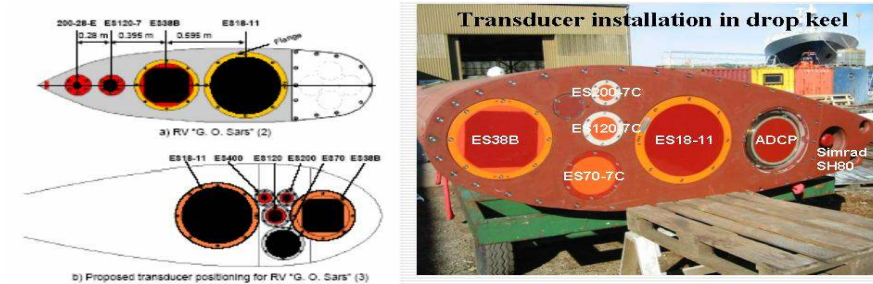 200-28-E ES120-7 ES38B ES18-11
0.28 m 0.395 m 0.595 m Flange
a) RV "G. O. Sars" (2)
ES18-11 ES400 ES120 ES200 ES70 ES38B
b) Proposed transducer positioning for RV "G. O. Sars" (3)
Transducer installation in drop keel
ES200-7C
ES120-7C
ES38B
ES18-11
ADCP
ES70-7C
Simrad
SH80